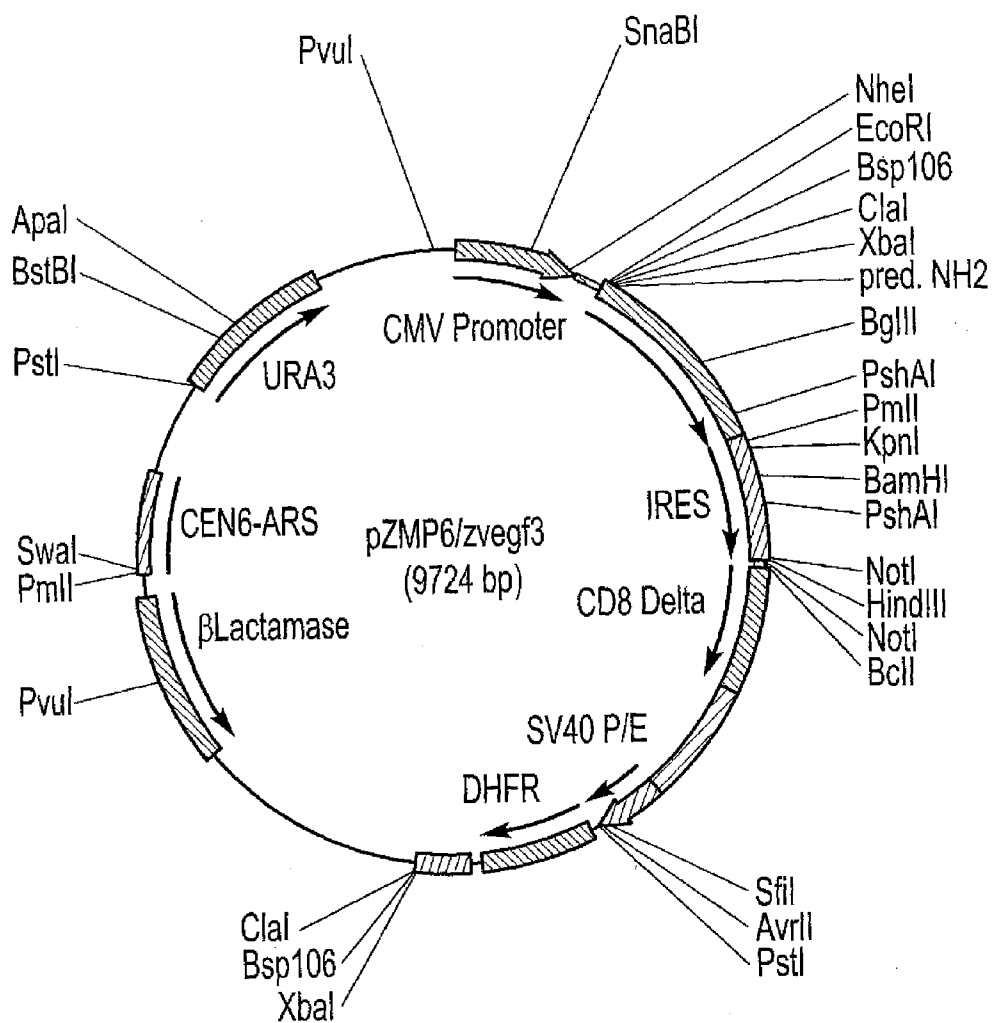 PvuI
SnaBI
NheI
EcoRI
Bsp106
ClaI
XbaI
pred. NH2
BglII
PshAI
PmlI
KpnI
BamHI
PshAI
NotI
HindIII
NotI
BclI
SfiI
AvrII
PstI
ClaI
Bsp106
XbaI
PvuI
SwaI
PmlI
PstI
BstBI
ApaI
CMV Promoter
URA3
IRES
CEN6-ARS
pZMP6/zvegf3
(9724 bp)
CD8 Delta
βLactamase
SV40 P/E
DHFR